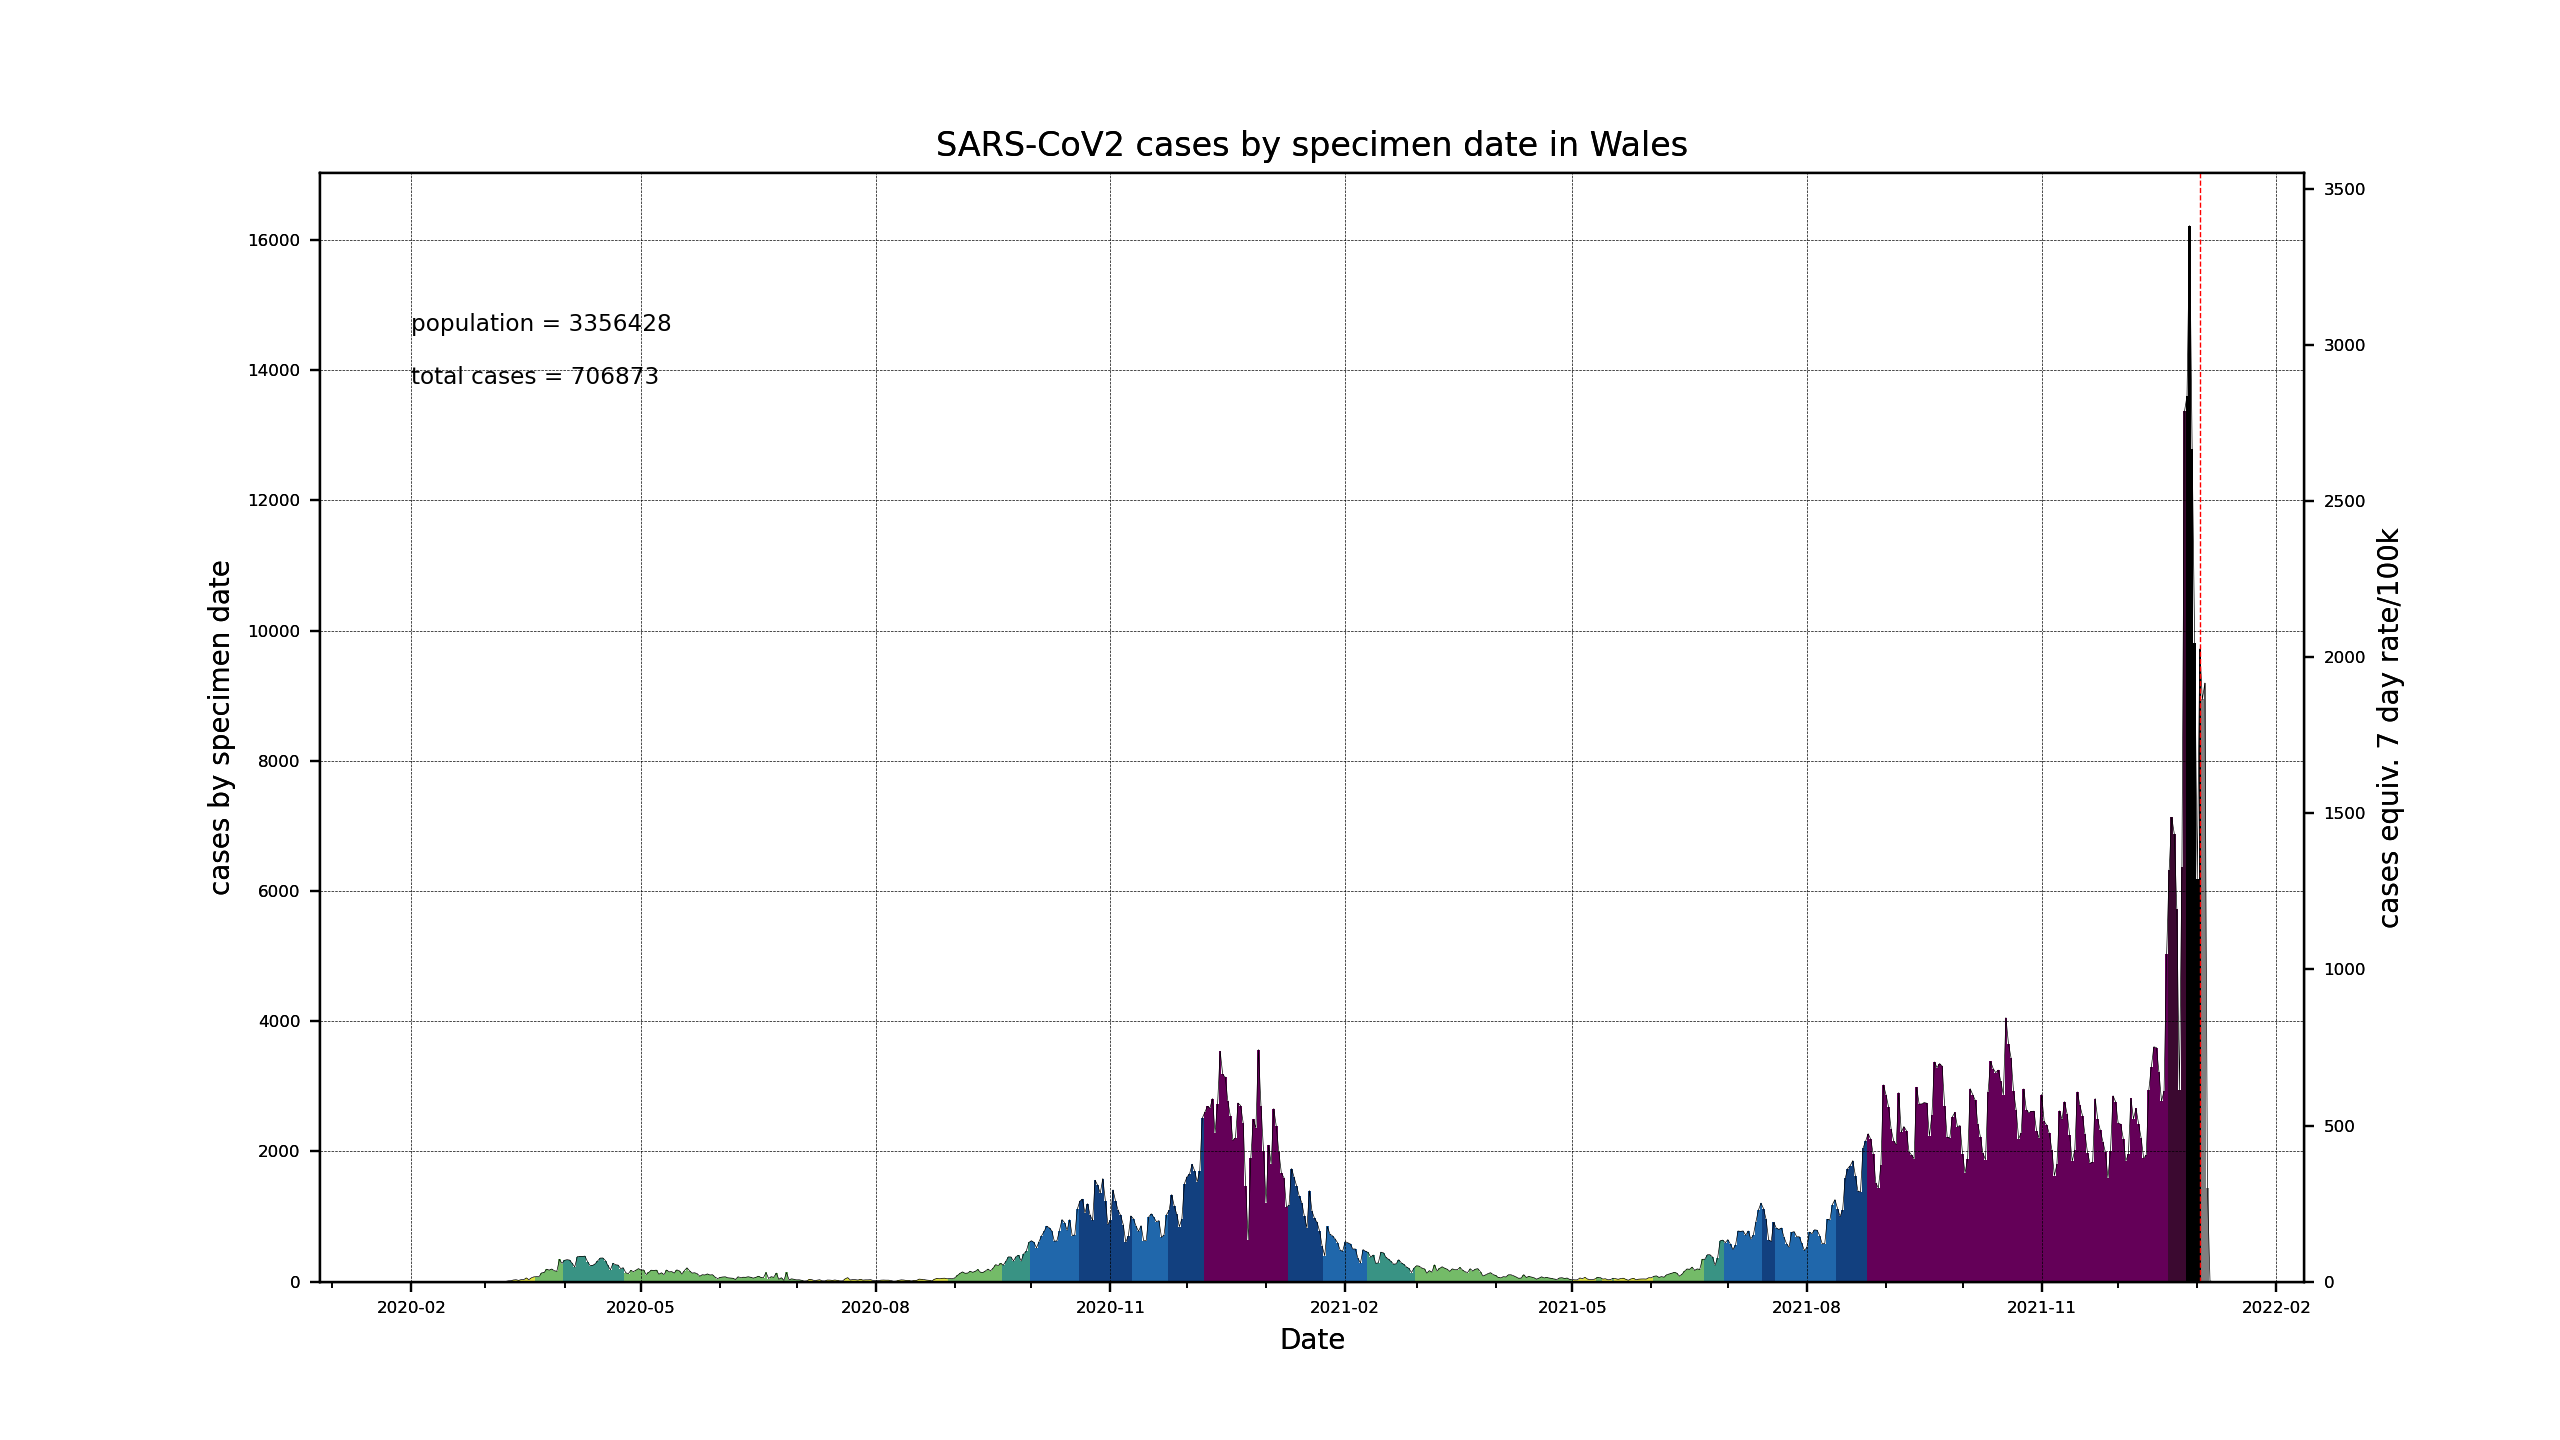 SARS-CoV2 cases by specimen date in Wales
population = 3356428
total cases = 706873
cases by specimen date
16000
14000
12000
10000
8000
6000
4000
2000
0
3500
3000
2500
2000
1500
1000
500
0
cases equiv. 7 day rate/100k
2020-02 2020-05 2020-08 2020-11 2021-02 2021-05 2021-08 2021-11 2022-02
Date